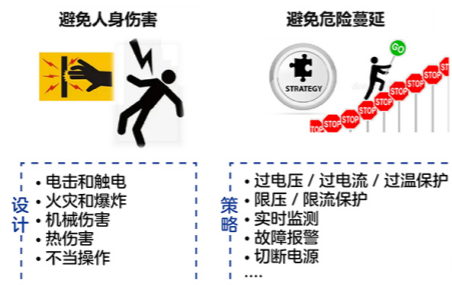 避免人身伤害
避免危险蔓延
GO
STRATEGY
STOP
STOP
STOP
STOP
STOP
STOP
STOP
STOP
设计
• 电击和触电
• 火灾和爆炸
• 机械伤害
• 热伤害
• 不当操作
策略
• 过电压 / 过电流 / 过温保护
• 限压 / 限流保护
• 实时监测
• 故障报警
• 切断电源
....